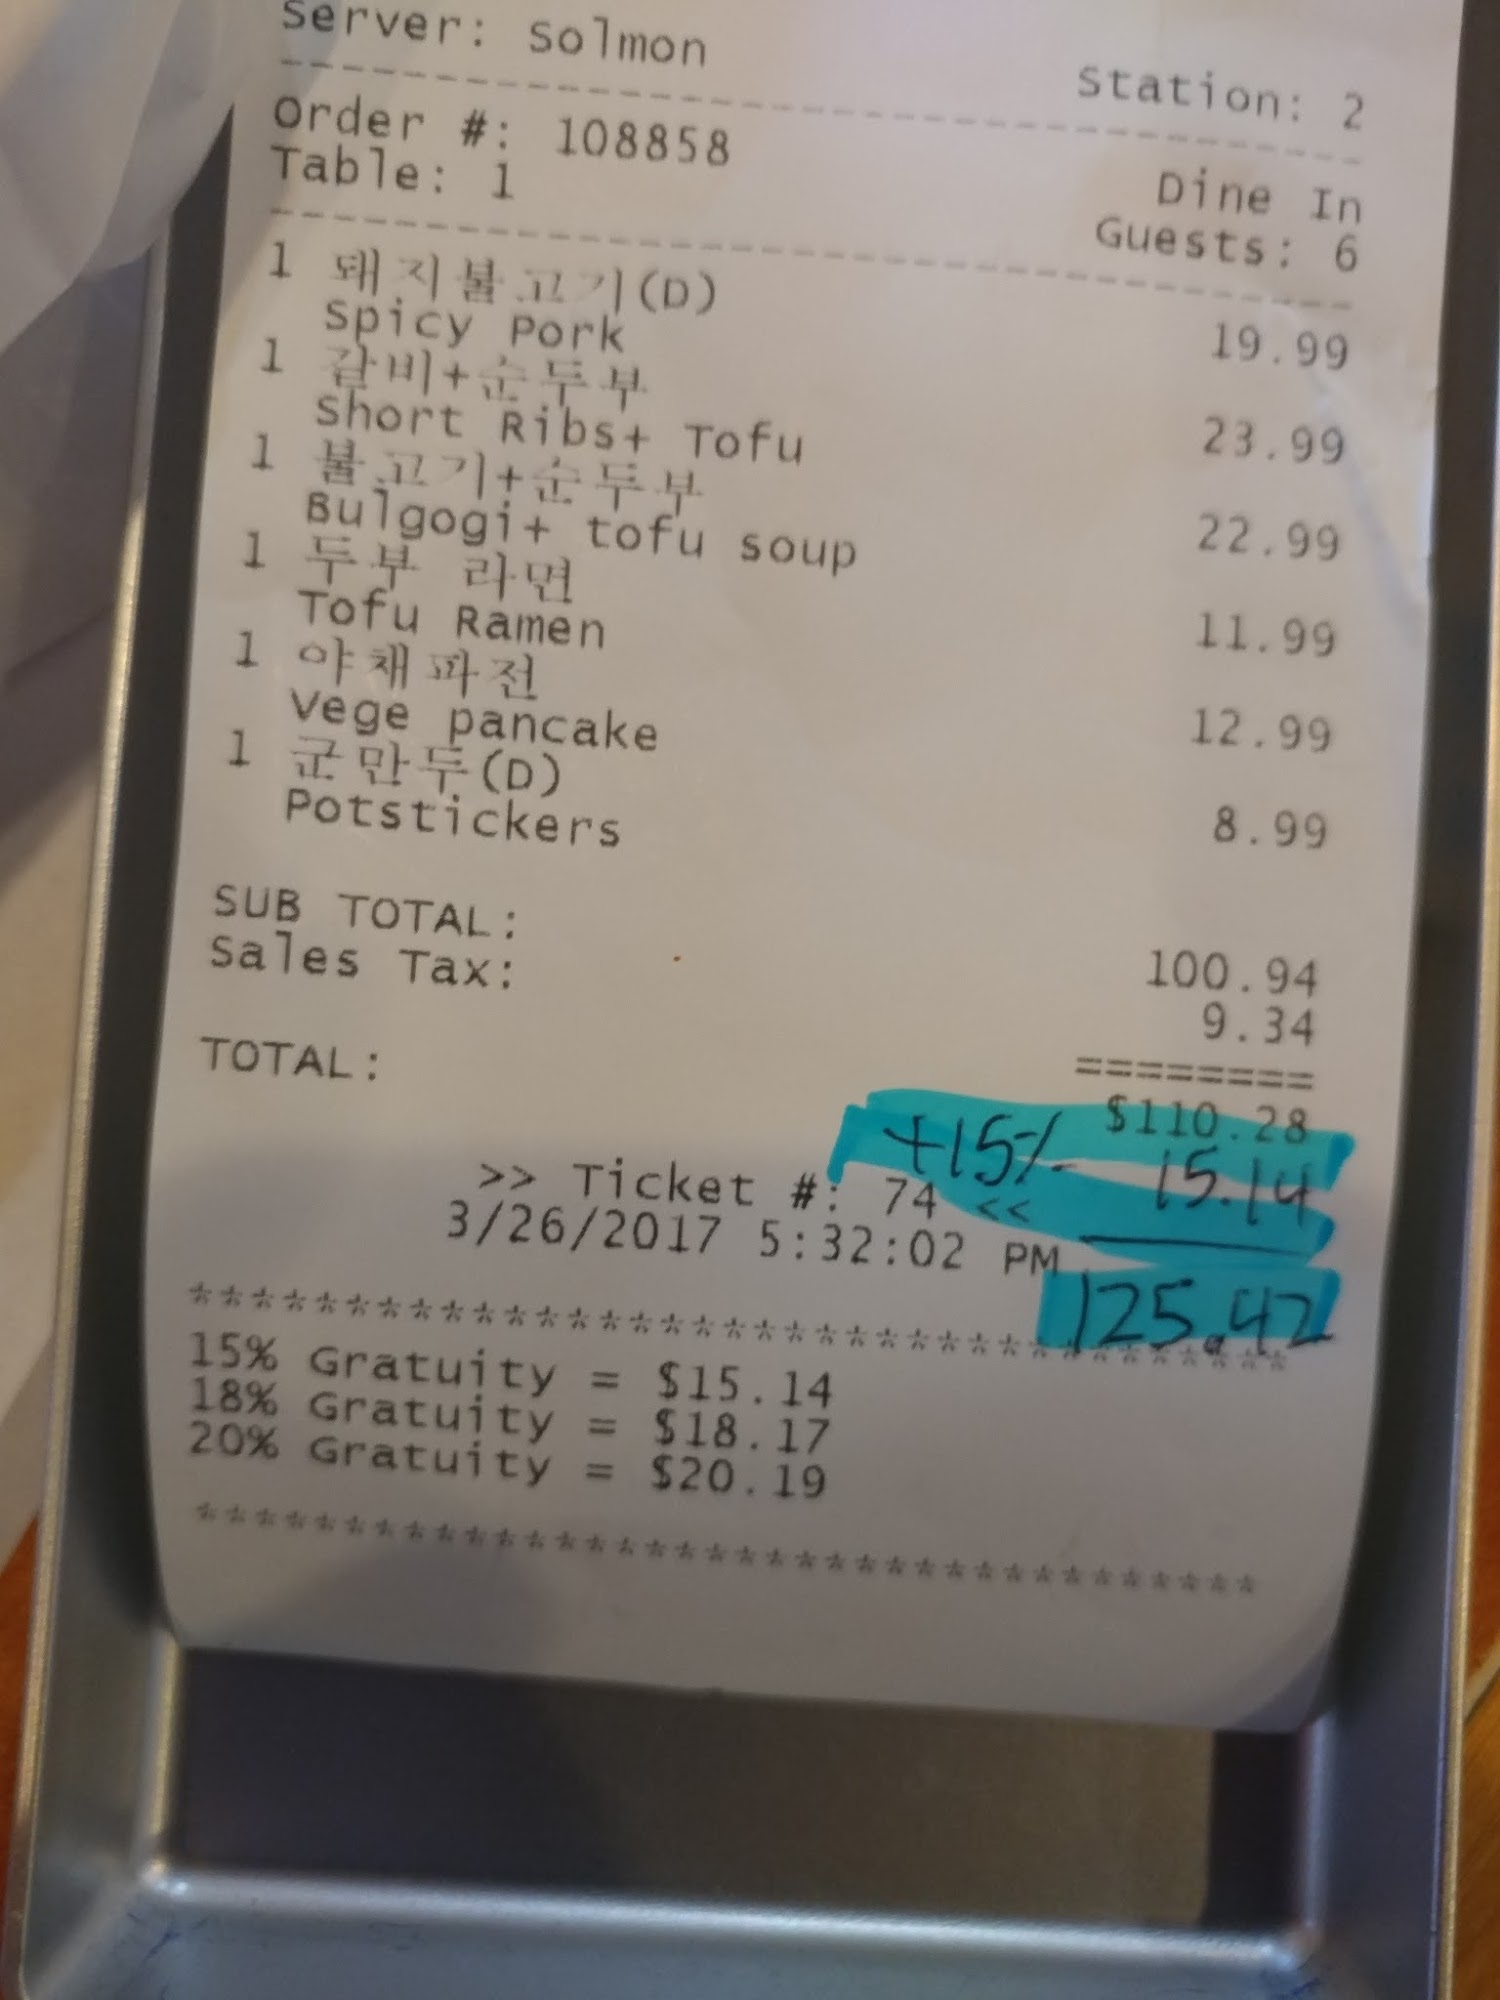 Server: Solmon
Station: 2
--------------------------------------
Order #: 108858
Dine In
Table: 1
Guests: 6
--------------------------------------
1 돼지불고기(D)
Spicy Pork 19.99
1 갈비+순두부
Short Ribs+ Tofu 23.99
1 불고기+순두부
Bulgogi+ tofu soup 22.99
1 두부 라면
Tofu Ramen 11.99
1 야채파전
Vege pancake 12.99
1 군만두(D)
Potstickers 8.99
SUB TOTAL: 100.94
Sales Tax: 9.34
========
TOTAL: $110.28
+15% 15.14
>> Ticket #: 74 <<
3/26/2017 5:32:02 PM
125.42
************************************
15% Gratuity = $15.14
18% Gratuity = $18.17
20% Gratuity = $20.19
************************************